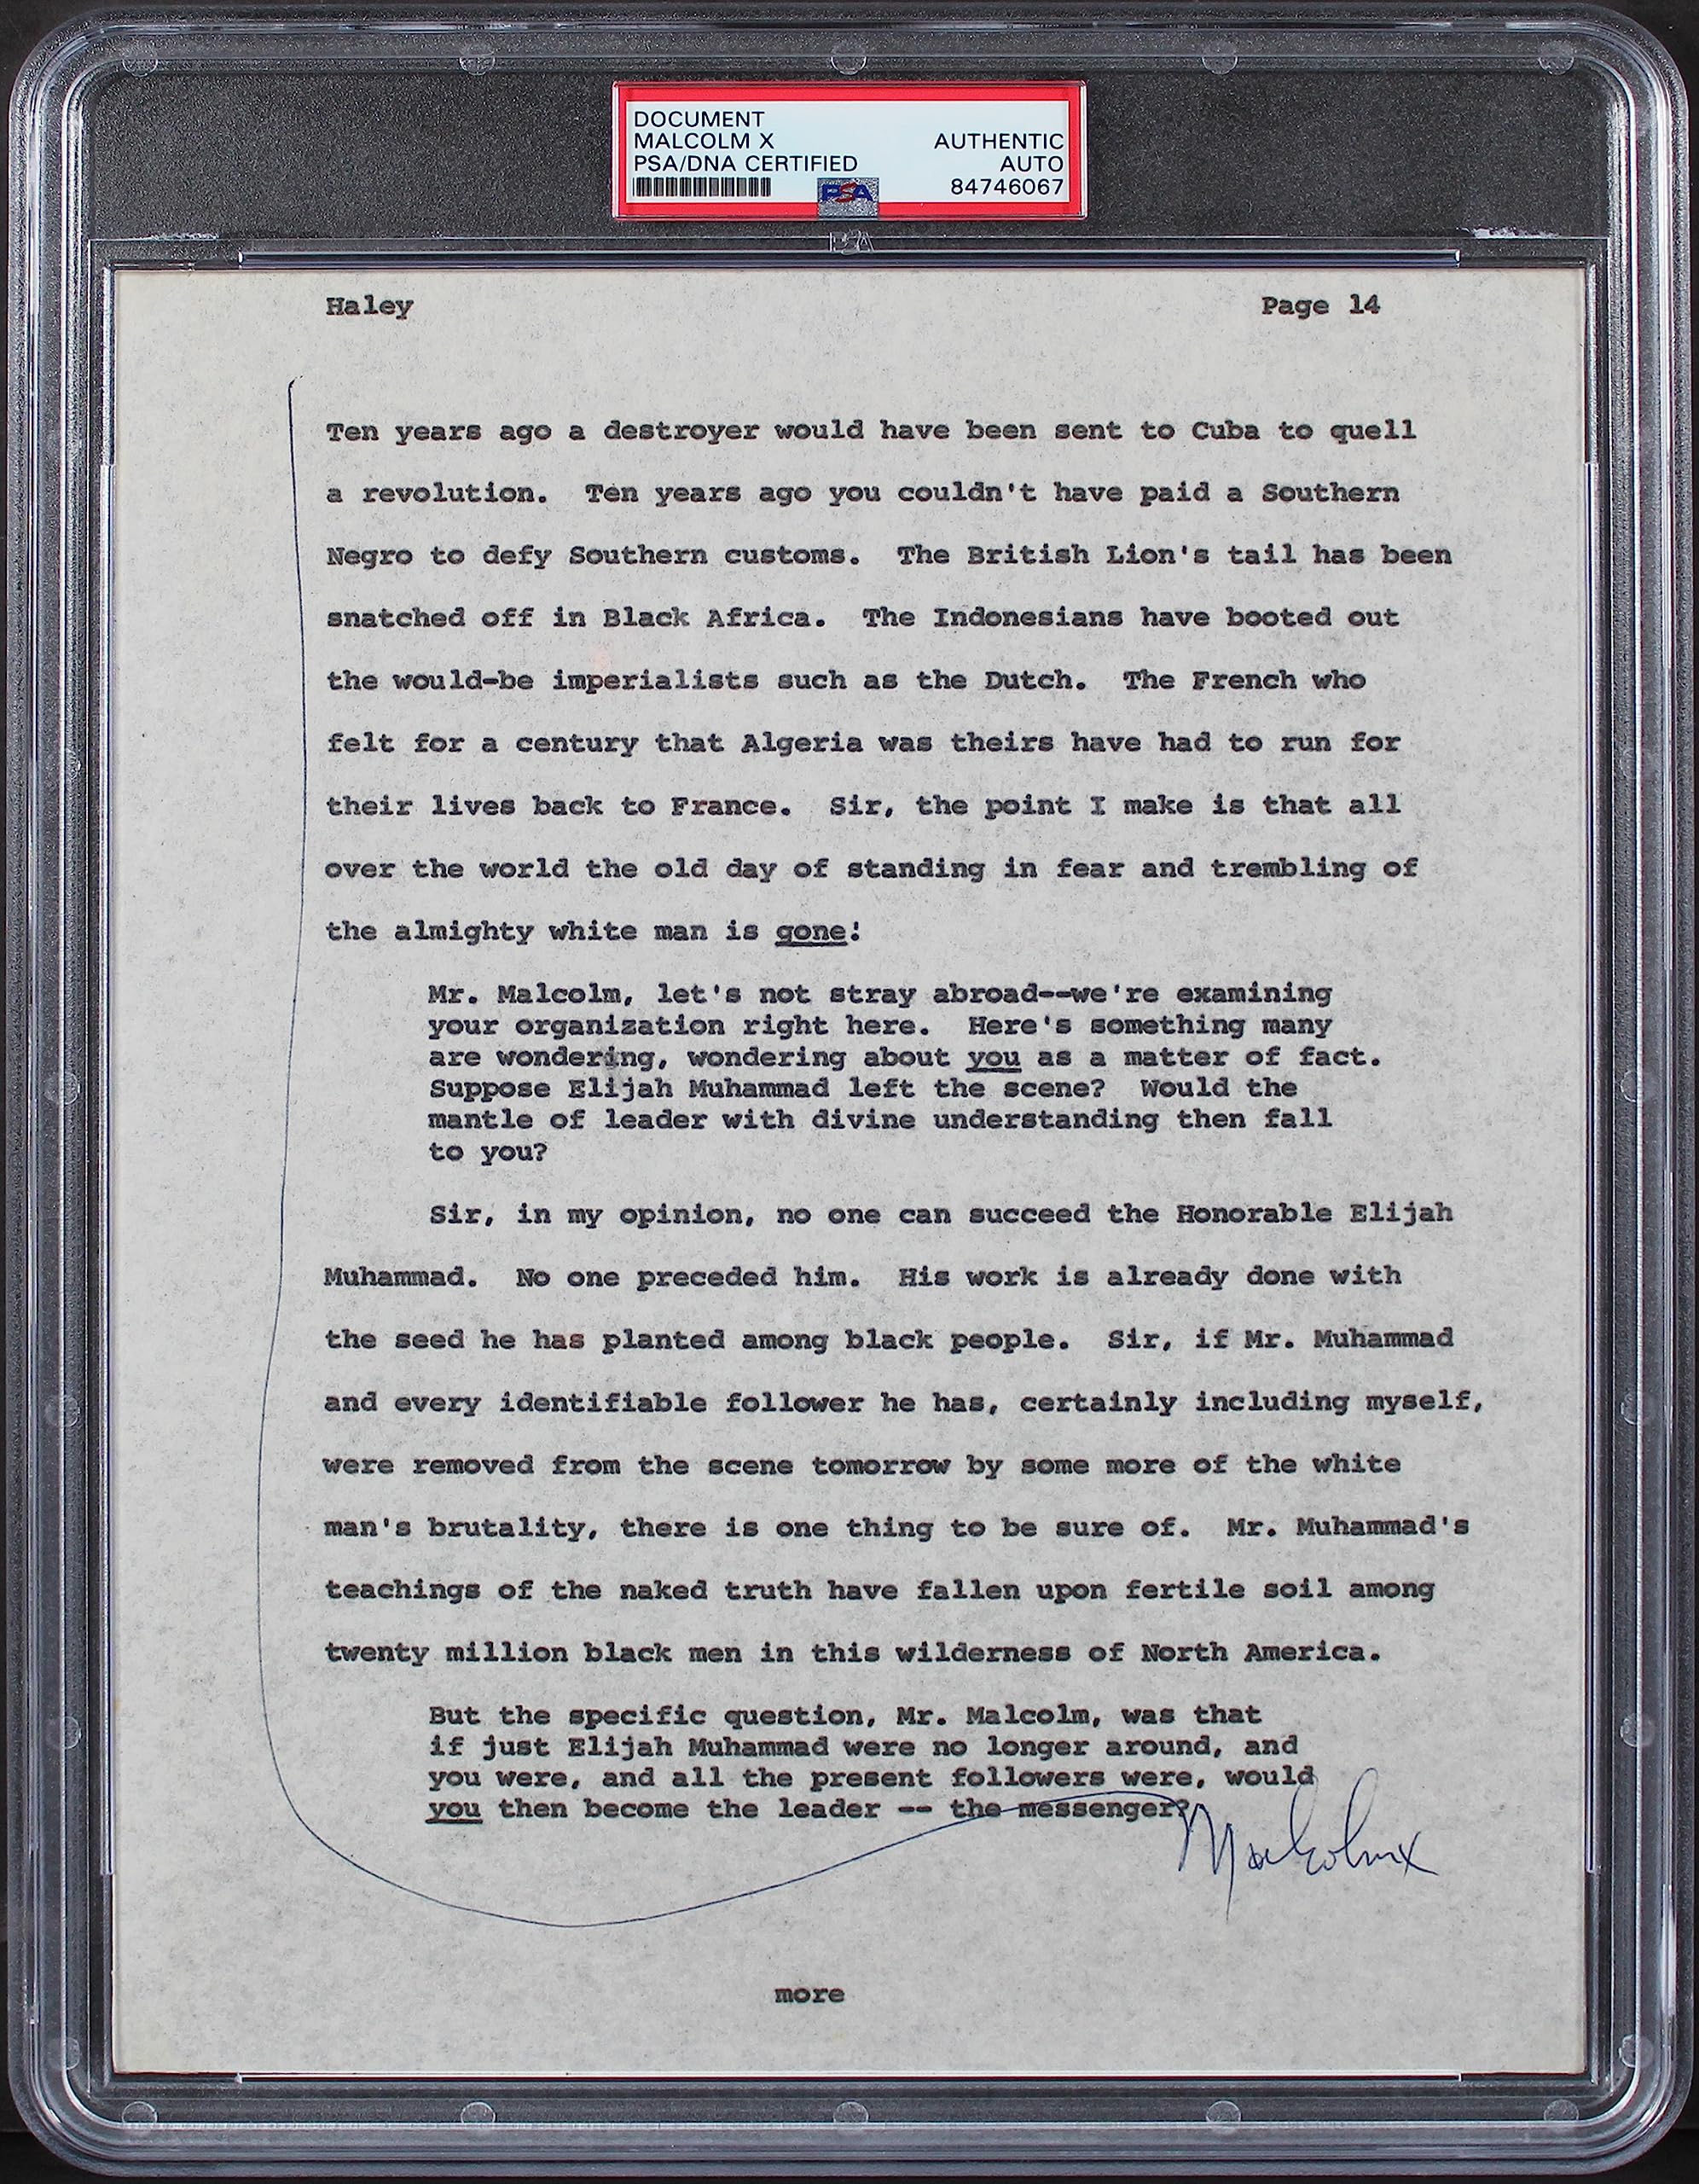 DOCUMENT
MALCOLM X AUTHENTIC
PSA/DNA CERTIFIED AUTO
PSA 84746067
PSA
Haley Page 14
Ten years ago a destroyer would have been sent to Cuba to quell
a revolution. Ten years ago you couldn't have paid a Southern
Negro to defy Southern customs. The British Lion's tail has been
snatched off in Black Africa. The Indonesians have booted out
the would-be imperialists such as the Dutch. The French who
felt for a century that Algeria was theirs have had to run for
their lives back to France. Sir, the point I make is that all
over the world the old day of standing in fear and trembling of
the almighty white man is gone!
Mr. Malcolm, let's not stray abroad--we're examining
your organization right here. Here's something many
are wondering, wondering about you as a matter of fact.
Suppose Elijah Muhammad left the scene? Would the
mantle of leader with divine understanding then fall
to you?
Sir, in my opinion, no one can succeed the Honorable Elijah
Muhammad. No one preceded him. His work is already done with
the seed he has planted among black people. Sir, if Mr. Muhammad
and every identifiable follower he has, certainly including myself,
were removed from the scene tomorrow by some more of the white
man's brutality, there is one thing to be sure of. Mr. Muhammad's
teachings of the naked truth have fallen upon fertile soil among
twenty million black men in this wilderness of North America.
But the specific question, Mr. Malcolm, was that
if just Elijah Muhammad were no longer around, and
you were, and all the present followers were, would
you then become the leader -- the messenger?
Malcolm X
more